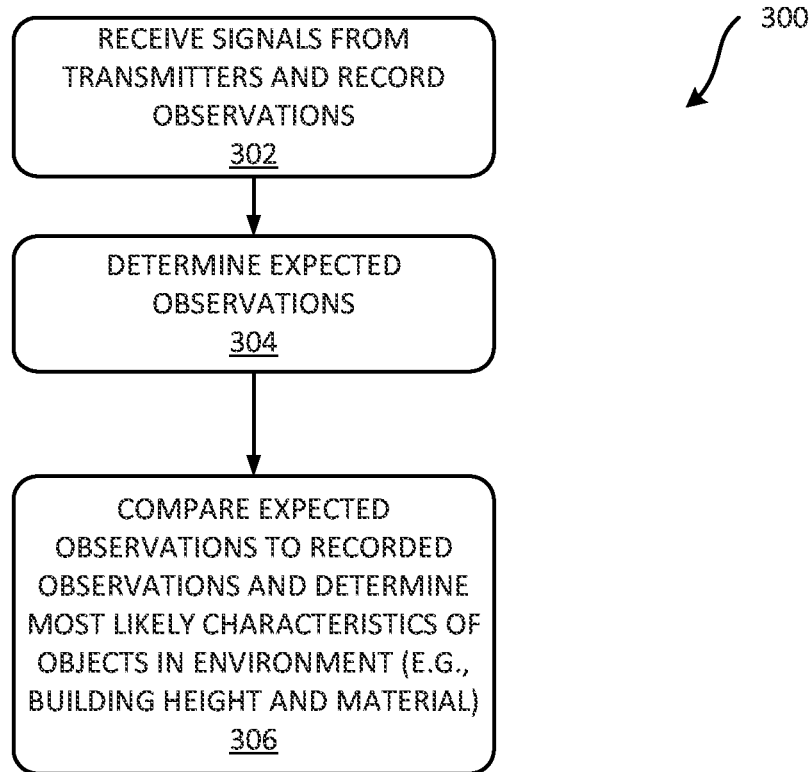 300
RECEIVE SIGNALS FROM
TRANSMITTERS AND RECORD
OBSERVATIONS
302
DETERMINE EXPECTED
OBSERVATIONS
304
COMPARE EXPECTED
OBSERVATIONS TO RECORDED
OBSERVATIONS AND DETERMINE
MOST LIKELY CHARACTERISTICS OF
OBJECTS IN ENVIRONMENT (E.G.,
BUILDING HEIGHT AND MATERIAL)
306